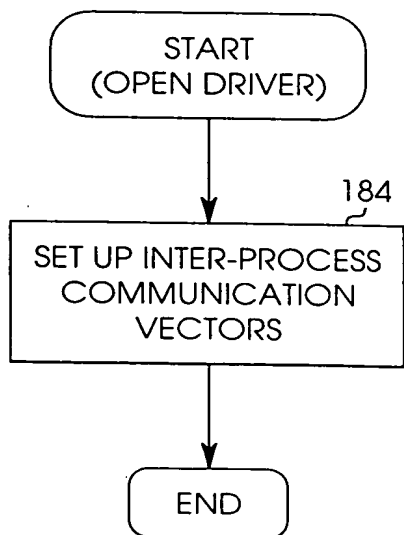 START
(OPEN DRIVER)
184
SET UP INTER-PROCESS
COMMUNICATION
VECTORS
END